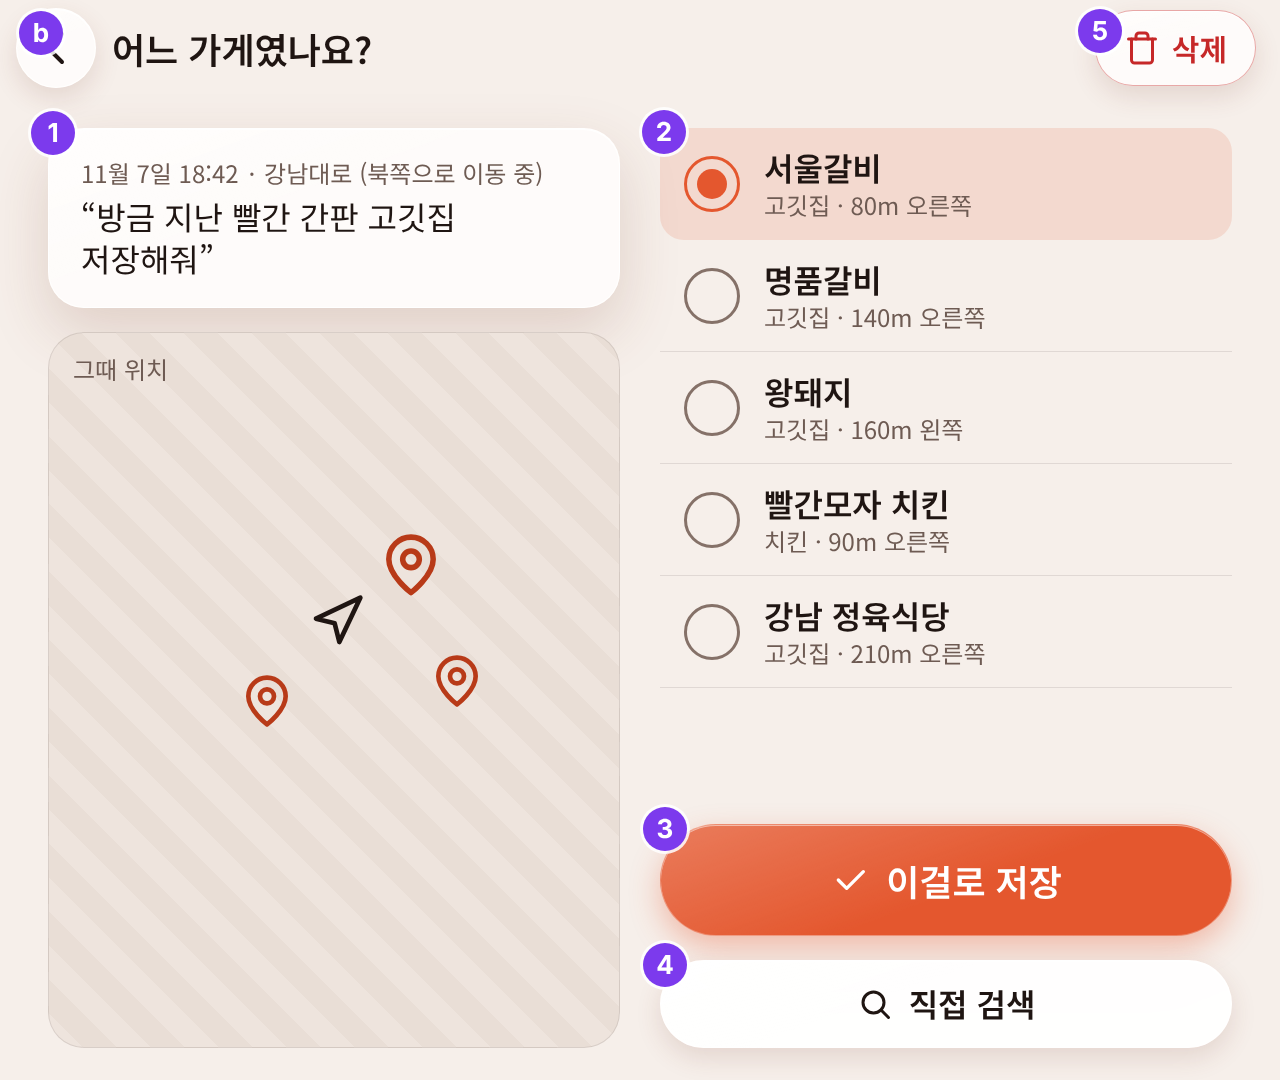 b
어느 가게였나요?
5
삭제
1
11월 7일 18:42 · 강남대로 (북쪽으로 이동 중)
“방금 지난 빨간 간판 고깃집
저장해줘”
그때 위치
2
서울갈비
고깃집 · 80m 오른쪽
명품갈비
고깃집 · 140m 오른쪽
왕돼지
고깃집 · 160m 왼쪽
빨간모자 치킨
치킨 · 90m 오른쪽
강남 정육식당
고깃집 · 210m 오른쪽
3
이걸로 저장
4
직접 검색